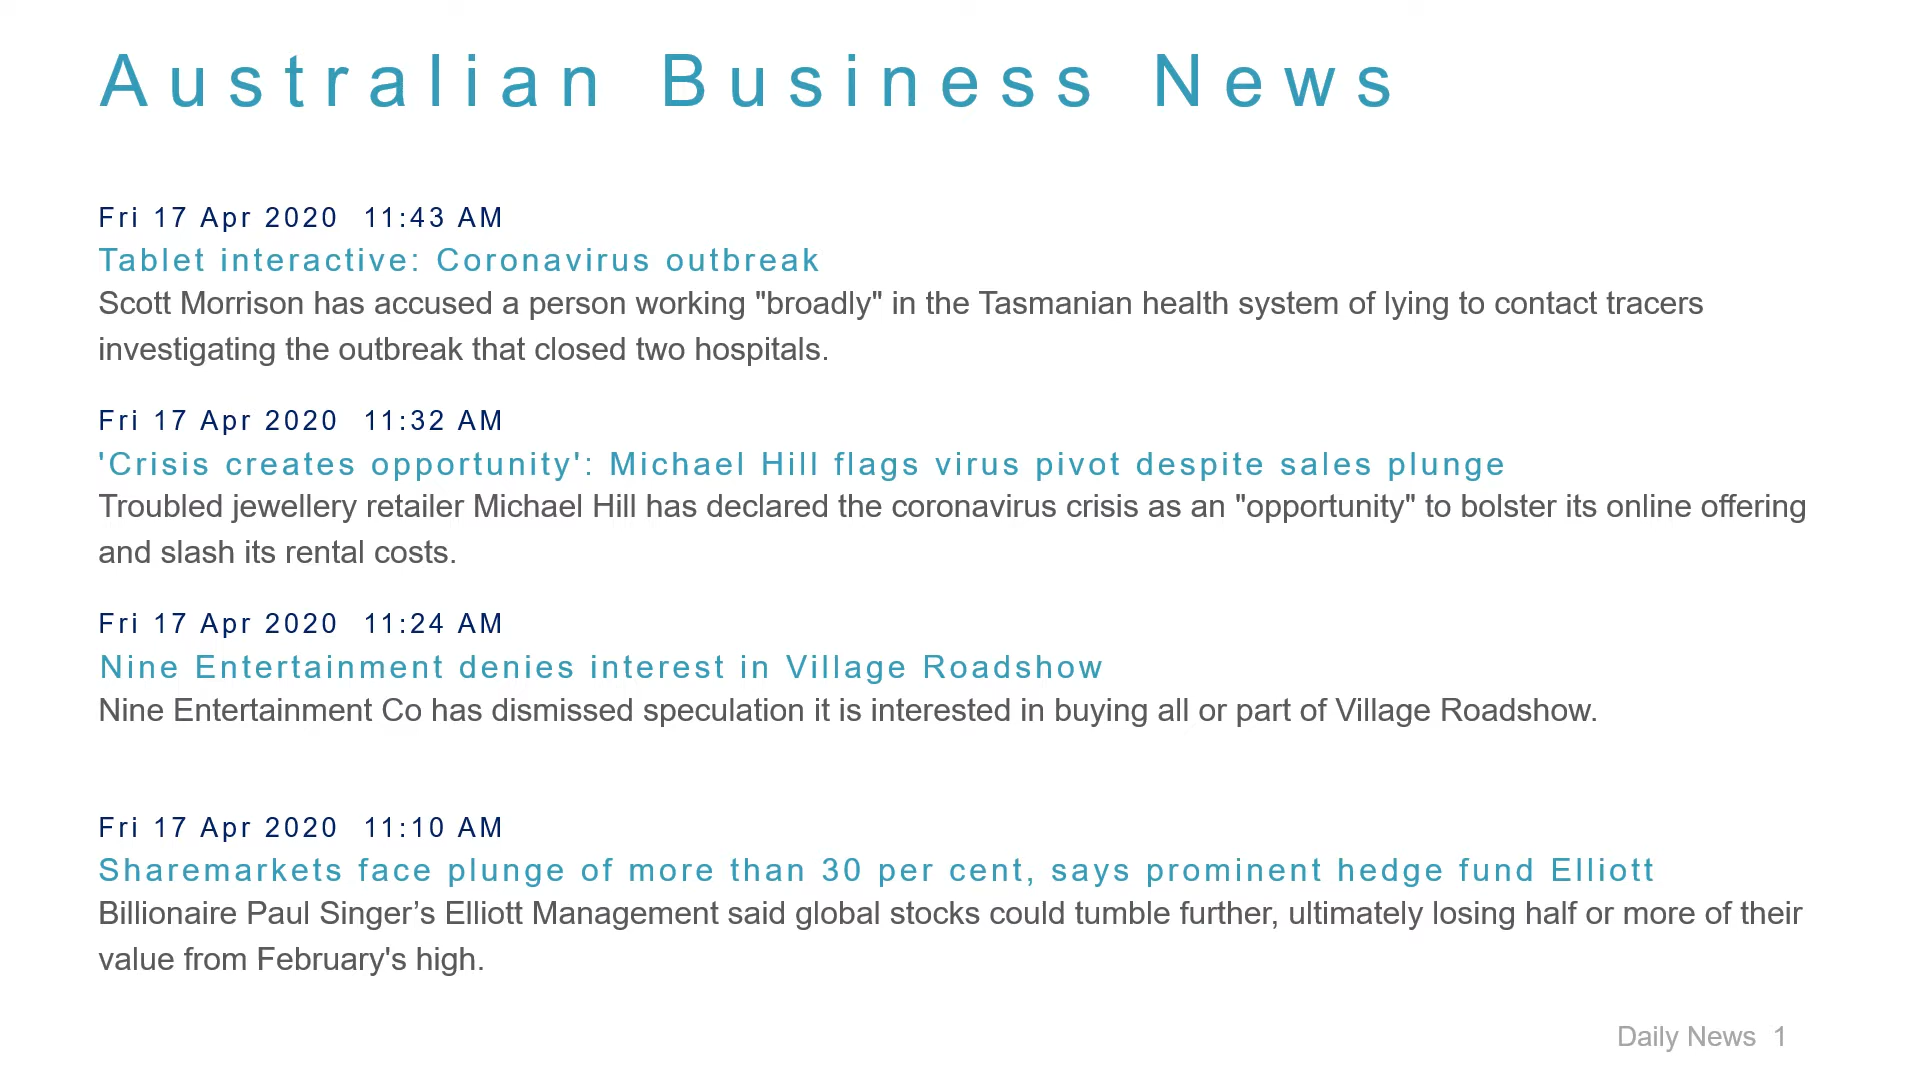 Australian Business News
Fri 17 Apr 2020  11:43 AM
Tablet interactive: Coronavirus outbreak
Scott Morrison has accused a person working "broadly" in the Tasmanian health system of lying to contact tracers
investigating the outbreak that closed two hospitals.
Fri 17 Apr 2020  11:32 AM
'Crisis creates opportunity': Michael Hill flags virus pivot despite sales plunge
Troubled jewellery retailer Michael Hill has declared the coronavirus crisis as an "opportunity" to bolster its online offering
and slash its rental costs.
Fri 17 Apr 2020  11:24 AM
Nine Entertainment denies interest in Village Roadshow
Nine Entertainment Co has dismissed speculation it is interested in buying all or part of Village Roadshow.
Fri 17 Apr 2020  11:10 AM
Sharemarkets face plunge of more than 30 per cent, says prominent hedge fund Elliott
Billionaire Paul Singer’s Elliott Management said global stocks could tumble further, ultimately losing half or more of their
value from February's high.
Daily News  1